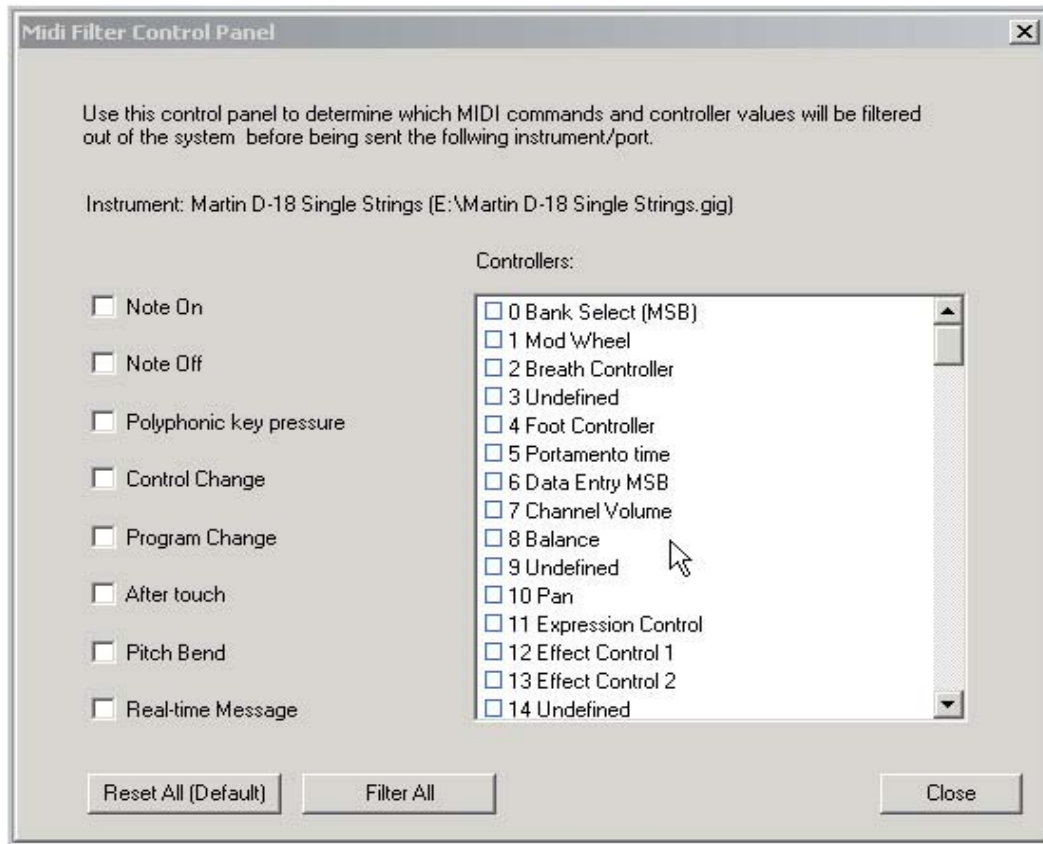 Midi Filter Control Panel
Use this control panel to determine which MIDI commands and controller values will be filtered
out of the system before being sent the follwing instrument/port.
Instrument: Martin D-18 Single Strings (E:\Martin D-18 Single Strings.gig)
Controllers:
Note On
Note Off
Polyphonic key pressure
Control Change
Program Change
After touch
Pitch Bend
Real-time Message
0 Bank Select (MSB)
1 Mod Wheel
2 Breath Controller
3 Undefined
4 Foot Controller
5 Portamento time
6 Data Entry MSB
7 Channel Volume
8 Balance
9 Undefined
10 Pan
11 Expression Control
12 Effect Control 1
13 Effect Control 2
14 Undefined
Reset All (Default)
Filter All
Close